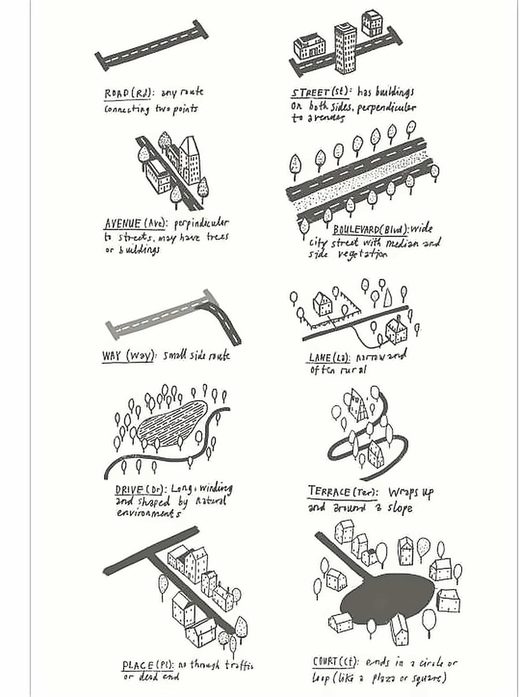 ROAD (Rd): any route
connecting two points
STREET (St): has buildings
on both sides, perpendicular
to avenues
AVENUE (Ave): perpindicular
to streets, may have trees
or buildings
BOULEVARD (Blvd): wide
city street with median and
side vegetation
WAY (Way): small side route
LANE (La): narrow and
often rural
DRIVE (Dr): Long, winding
and shaped by natural
environments
TERRACE (Ter): Wraps up
and around a slope
PLACE (Pl): no through traffic
or dead end
COURT (Ct): ends in a circle or
loop (like a plaza or square)